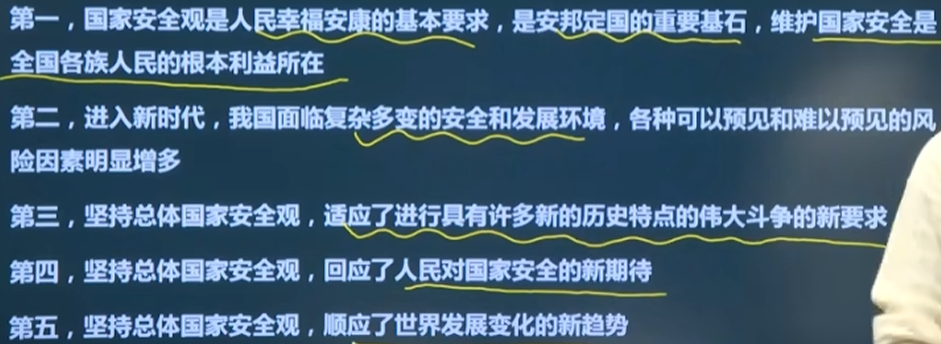 第一，国家安全观是人民幸福安康的基本要求，是安邦定国的重要基石，维护国家安全是
全国各族人民的根本利益所在
第二，进入新时代，我国面临复杂多变的安全和发展环境，各种可以预见和难以预见的风
险因素明显增多
第三，坚持总体国家安全观，适应了进行具有许多新的历史特点的伟大斗争的新要求
第四，坚持总体国家安全观，回应了人民对国家安全的新期待
第五，坚持总体国家安全观，顺应了世界发展变化的新趋势